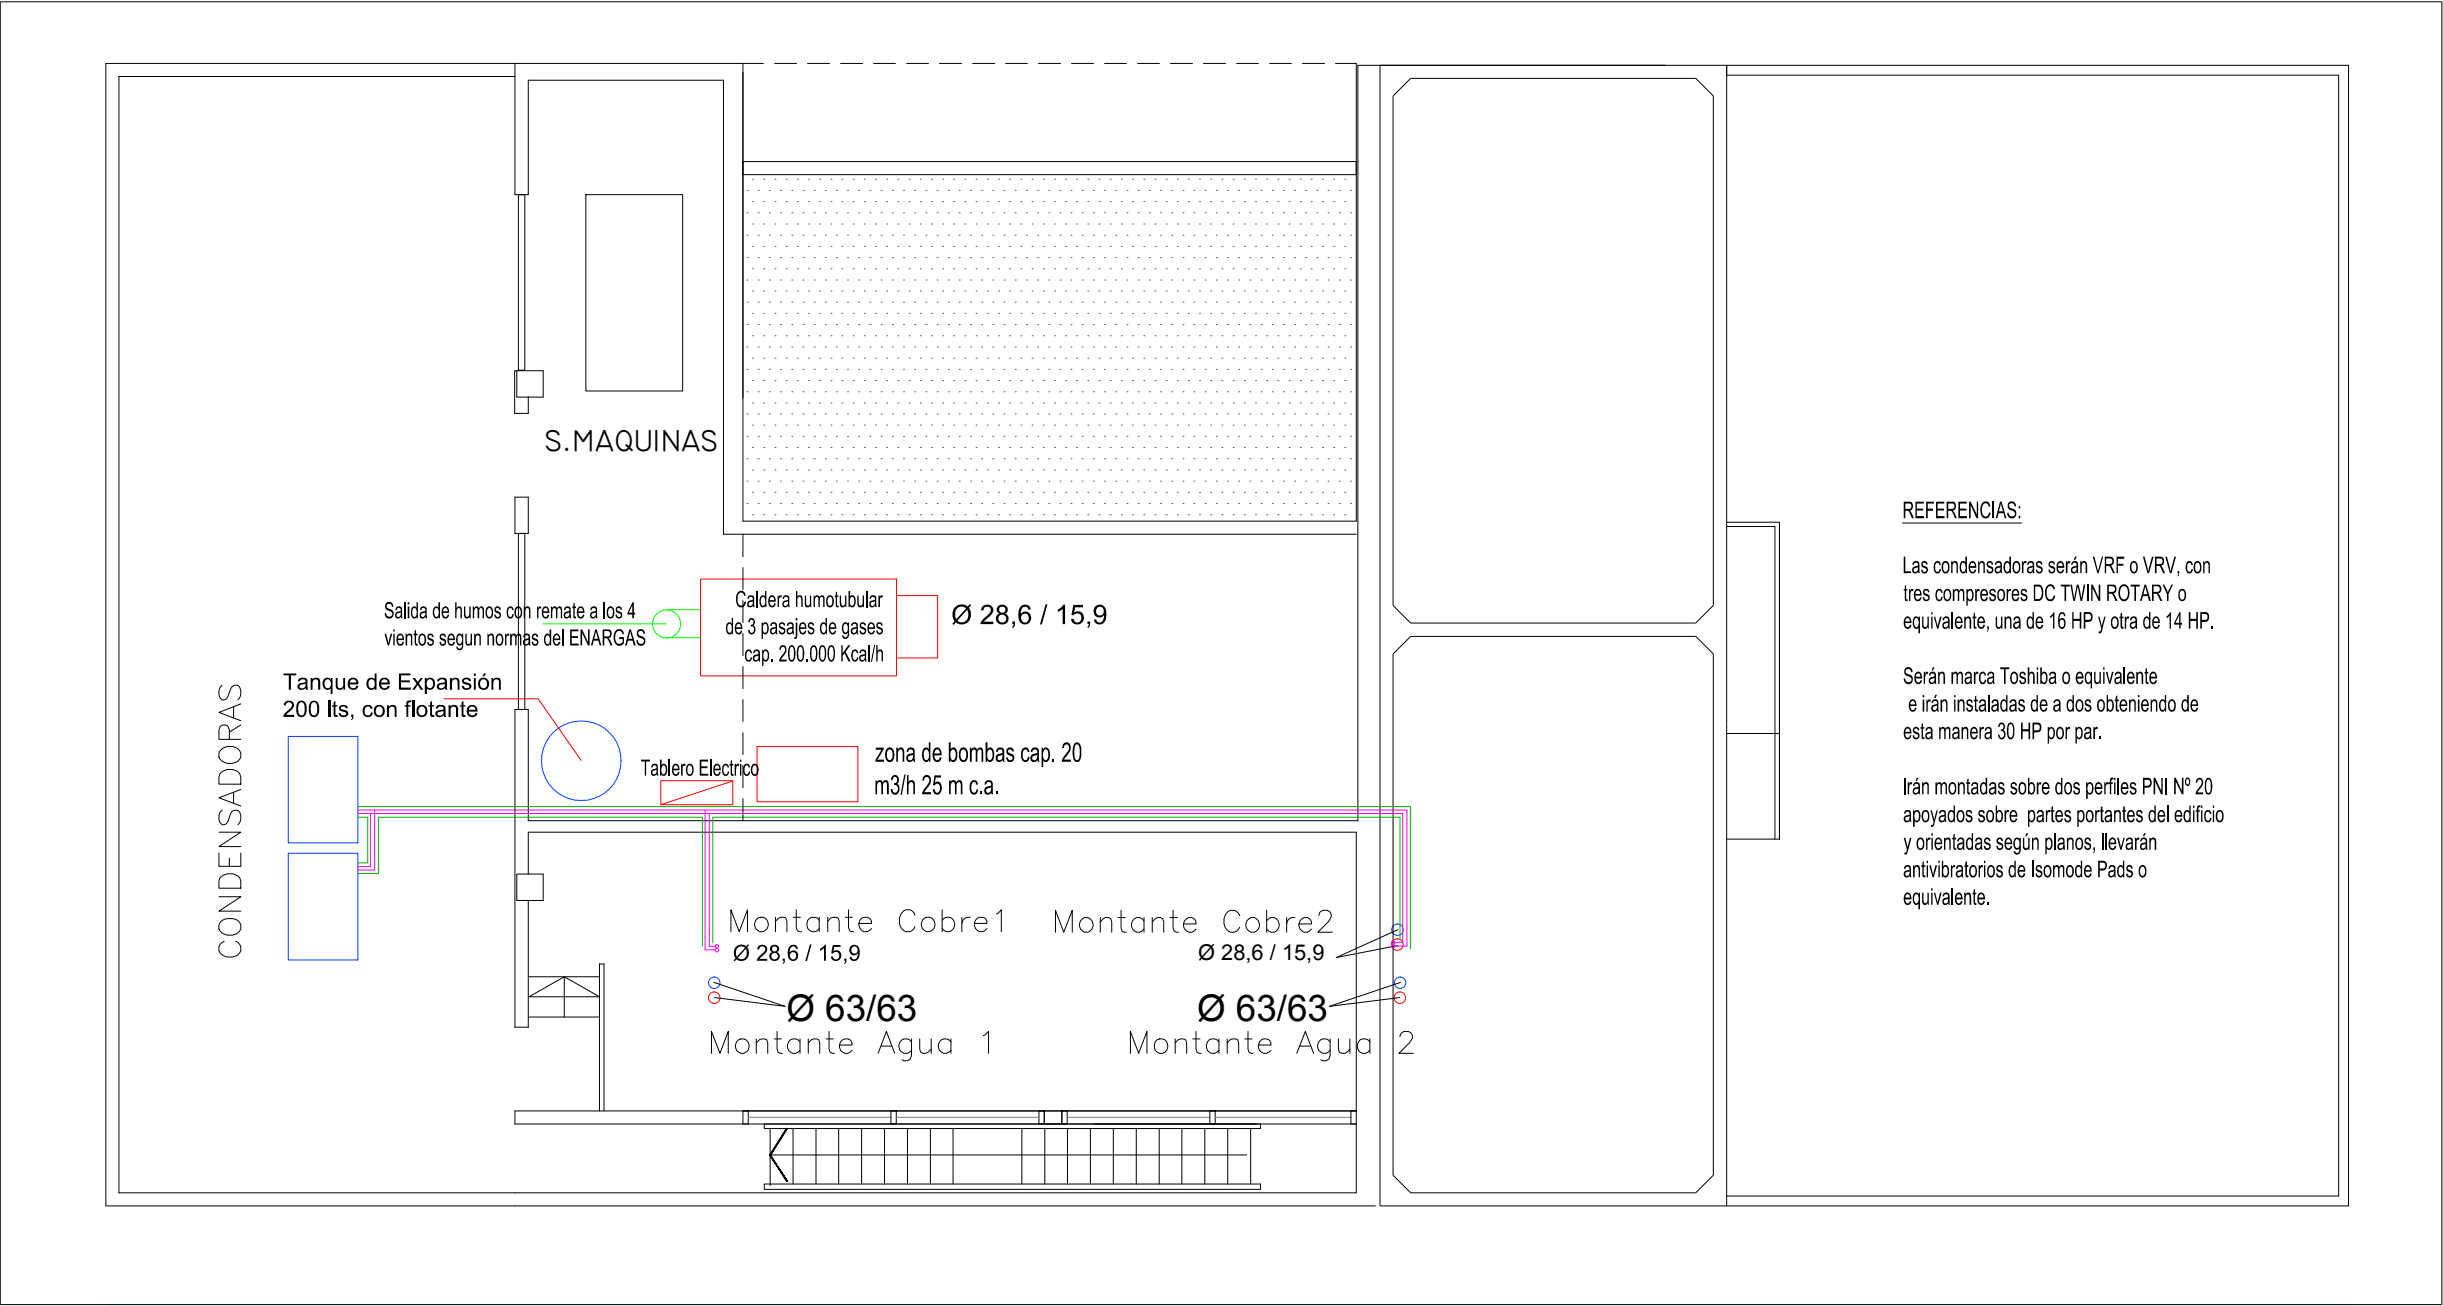 S.MAQUINAS
Salida de humos con remate a los 4
vientos segun normas del ENARGAS
Caldera humotubular
de 3 pasajes de gases
cap. 200.000 Kcal/h
Ø 28,6 / 15,9
Tanque de Expansión
200 lts, con flotante
CONDENSADORAS
Tablero Electrico
zona de bombas cap. 20
m3/h 25 m c.a.
Montante Cobre1
Ø 28,6 / 15,9
Montante Cobre2
Ø 28,6 / 15,9
Ø 63/63
Montante Agua 1
Ø 63/63
Montante Agua 2
REFERENCIAS:
Las condensadoras serán VRF o VRV, con
tres compresores DC TWIN ROTARY o
equivalente, una de 16 HP y otra de 14 HP.
Serán marca Toshiba o equivalente
e irán instaladas de a dos obteniendo de
esta manera 30 HP por par.
Irán montadas sobre dos perfiles PNI Nº 20
apoyados sobre partes portantes del edificio
y orientadas según planos, llevarán
antivibratorios de Isomode Pads o
equivalente.